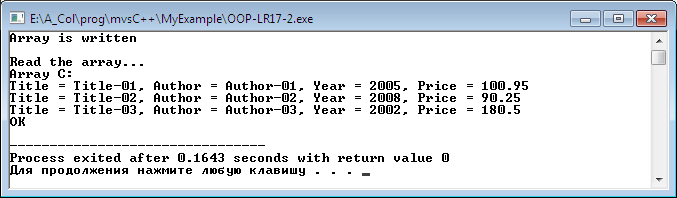 E:\A_Col\prog\mvsC++\MyExample\OOP-LR17-2.exe
Array is written
Read the array...
Array C:
Title = Title-01, Author = Author-01, Year = 2005, Price = 100.95
Title = Title-02, Author = Author-02, Year = 2008, Price = 90.25
Title = Title-03, Author = Author-03, Year = 2002, Price = 180.5
OK
--------------------------------
Process exited after 0.1643 seconds with return value 0
Для продолжения нажмите любую клавишу . . . _